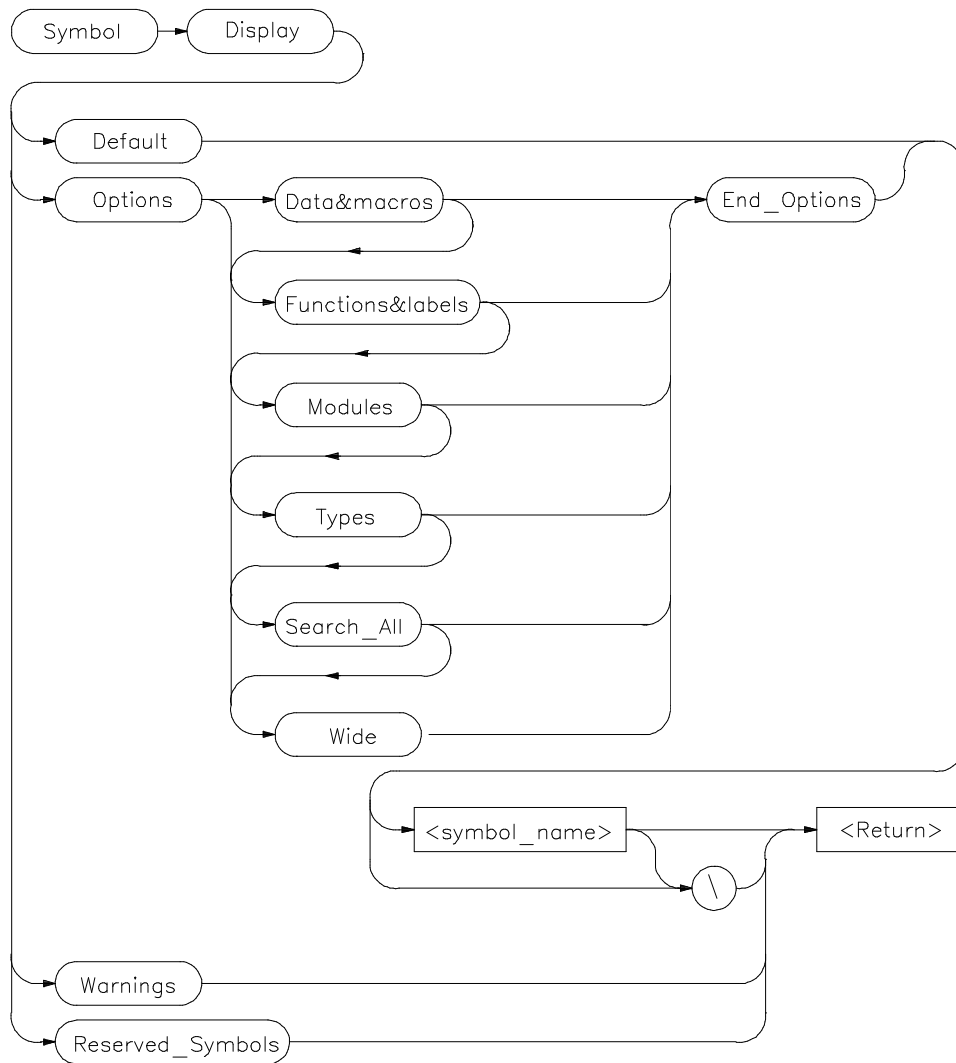 Symbol
Display
Default
Options
Data&macros
End_Options
Functions&labels
Modules
Types
Search_All
Wide
<symbol_name>
<Return>
\
Warnings
Reserved_Symbols